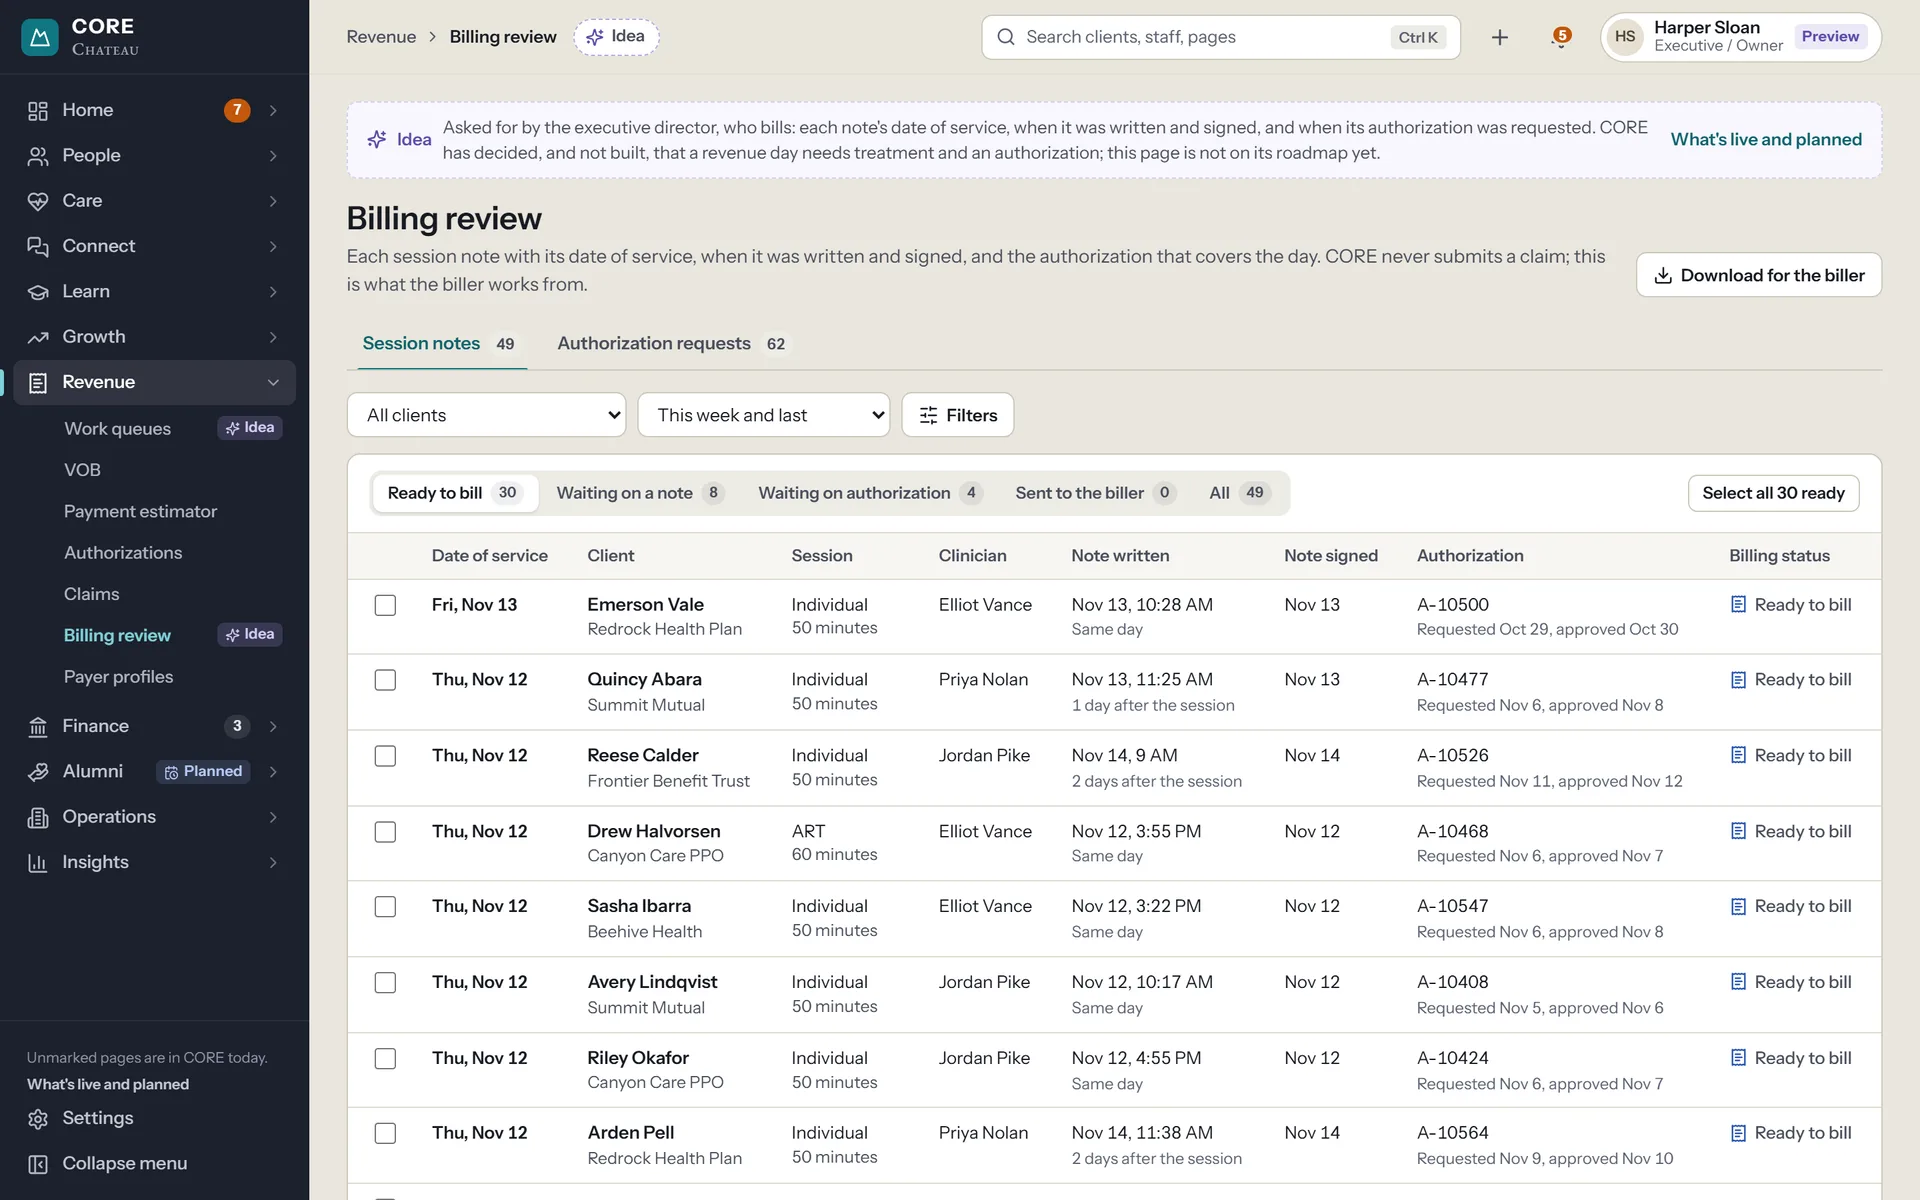 CORE
CHATEAU
Home 7
People
Care
Connect
Learn
Growth
Revenue
Work queues Idea
VOB
Payment estimator
Authorizations
Claims
Billing review Idea
Payer profiles
Finance 3
Alumni Planned
Operations
Insights
Unmarked pages are in CORE today.
What's live and planned
Settings
Collapse menu
Revenue > Billing review Idea
Search clients, staff, pages Ctrl K
5
HS Harper Sloan
Executive / Owner
Preview
Idea
Asked for by the executive director, who bills: each note's date of service, when it was written and signed, and when its authorization was requested. CORE
has decided, and not built, that a revenue day needs treatment and an authorization; this page is not on its roadmap yet.
What's live and planned
Billing review
Each session note with its date of service, when it was written and signed, and the authorization that covers the day. CORE never submits a claim; this
is what the biller works from.
Download for the biller
Session notes 49 Authorization requests 62
All clients This week and last Filters
Ready to bill 30 Waiting on a note 8 Waiting on authorization 4 Sent to the biller 0 All 49 Select all 30 ready
Date of service Client Session Clinician Note written Note signed Authorization Billing status
Fri, Nov 13 Emerson Vale Individual Elliot Vance Nov 13, 10:28 AM Nov 13 A-10500 Ready to bill
Redrock Health Plan 50 minutes Same day Requested Oct 29, approved Oct 30
Thu, Nov 12 Quincy Abara Individual Priya Nolan Nov 13, 11:25 AM Nov 13 A-10477 Ready to bill
Summit Mutual 50 minutes 1 day after the session Requested Nov 6, approved Nov 8
Thu, Nov 12 Reese Calder Individual Jordan Pike Nov 14, 9 AM Nov 14 A-10526 Ready to bill
Frontier Benefit Trust 50 minutes 2 days after the session Requested Nov 11, approved Nov 12
Thu, Nov 12 Drew Halvorsen ART Elliot Vance Nov 12, 3:55 PM Nov 12 A-10468 Ready to bill
Canyon Care PPO 60 minutes Same day Requested Nov 6, approved Nov 7
Thu, Nov 12 Sasha Ibarra Individual Elliot Vance Nov 12, 3:22 PM Nov 12 A-10547 Ready to bill
Beehive Health 50 minutes Same day Requested Nov 6, approved Nov 8
Thu, Nov 12 Avery Lindqvist Individual Jordan Pike Nov 12, 10:17 AM Nov 12 A-10408 Ready to bill
Summit Mutual 50 minutes Same day Requested Nov 5, approved Nov 6
Thu, Nov 12 Riley Okafor Individual Jordan Pike Nov 12, 4:55 PM Nov 12 A-10424 Ready to bill
Canyon Care PPO 50 minutes Same day Requested Nov 6, approved Nov 7
Thu, Nov 12 Arden Pell Individual Priya Nolan Nov 14, 11:38 AM Nov 14 A-10564 Ready to bill
Redrock Health Plan 50 minutes 2 days after the session Requested Nov 9, approved Nov 10